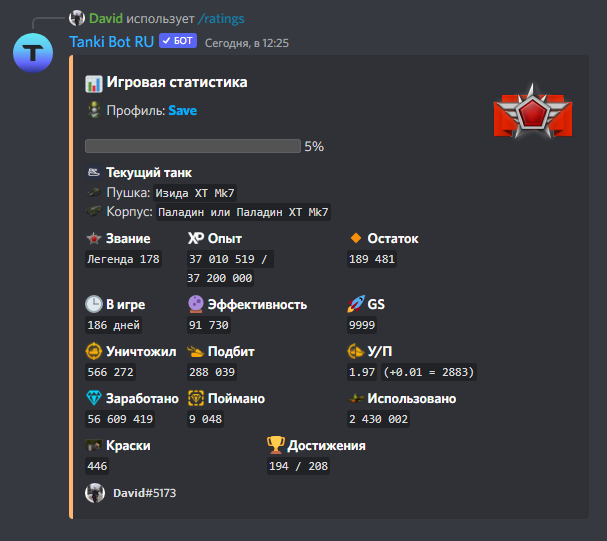 David использует /ratings
T
Tanki Bot RU ✓ БОТ Сегодня, в 12:25
Игровая статистика
Профиль: Save
5%
Текущий танк
Пушка: Изида XT Mk7
Корпус: Паладин или Паладин XT Mk7
Звание XP Опыт Остаток
Легенда 178 37 010 519 / 189 481
37 200 000
В игре Эффективность GS
186 дней 91 730 9999
Уничтожил Подбит У/П
566 272 288 039 1.97 (+0.01 = 2883)
Заработано Поймано Использовано
56 609 419 9 048 2 430 002
Краски Достижения
446 194 / 208
David#5173